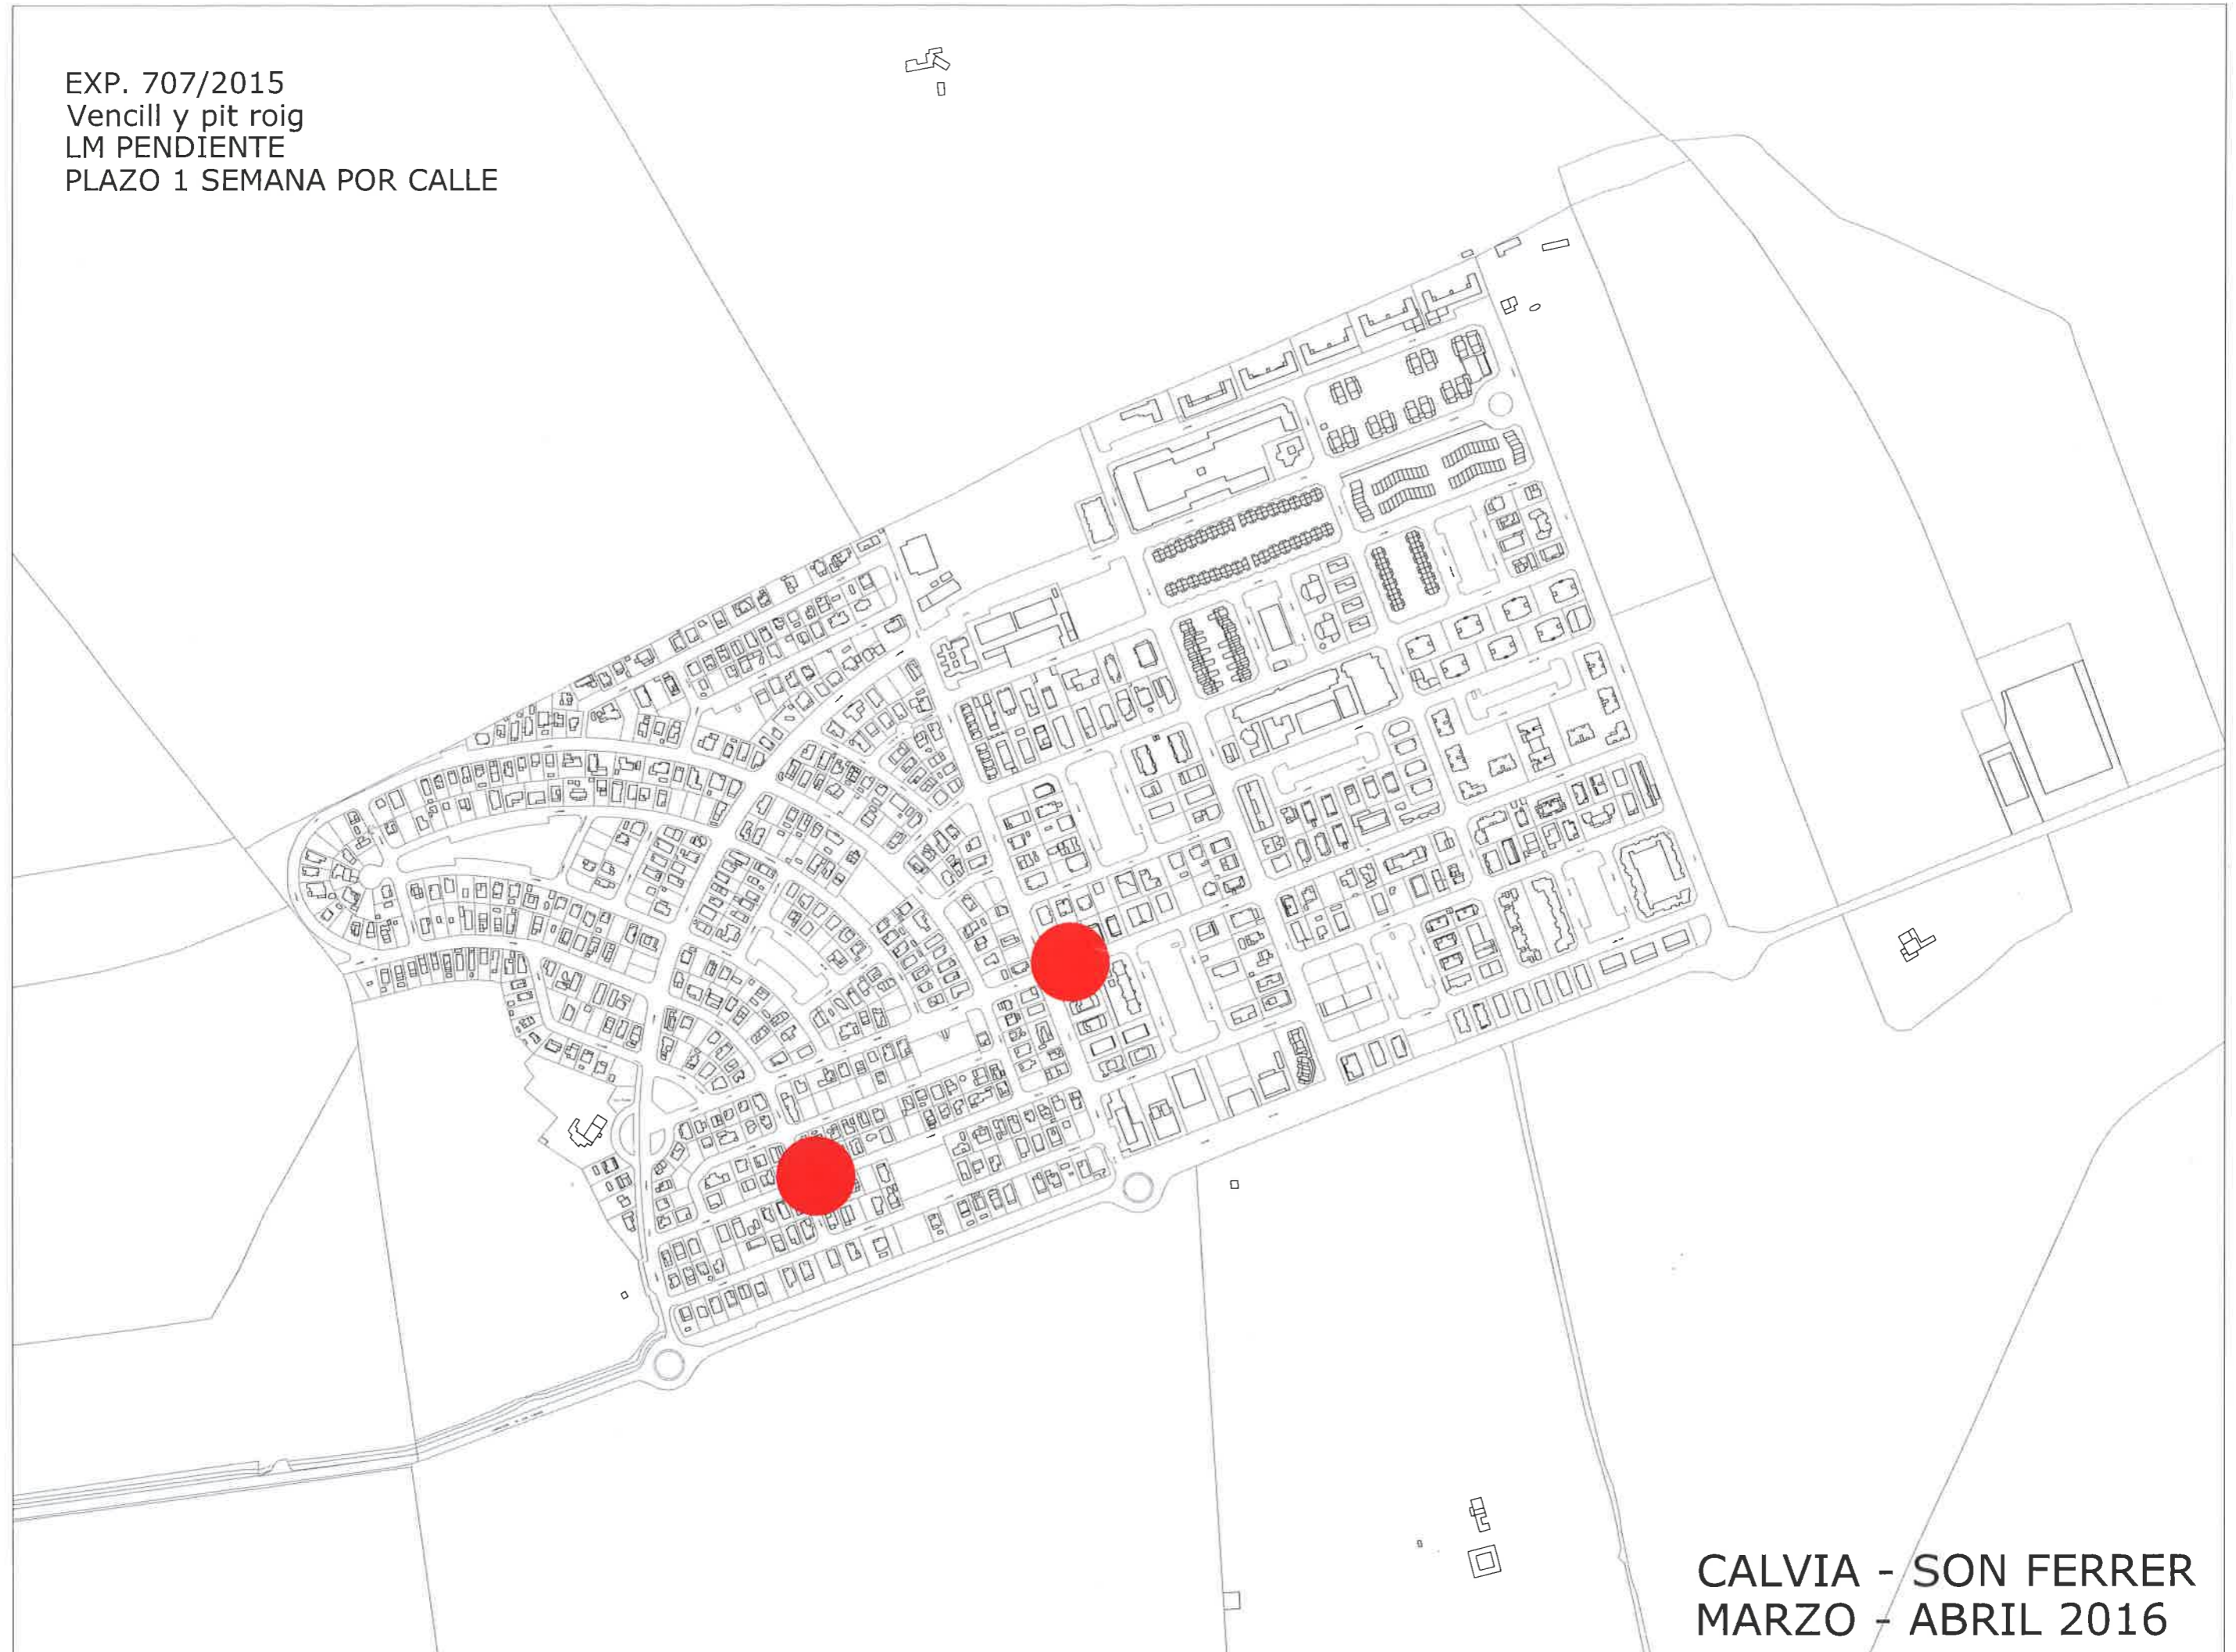 EXP. 707/2015
Vencill y pit roig
LM PENDIENTE
PLAZO 1 SEMANA POR CALLE
CALVIA - SON FERRER
MARZO - ABRIL 2016